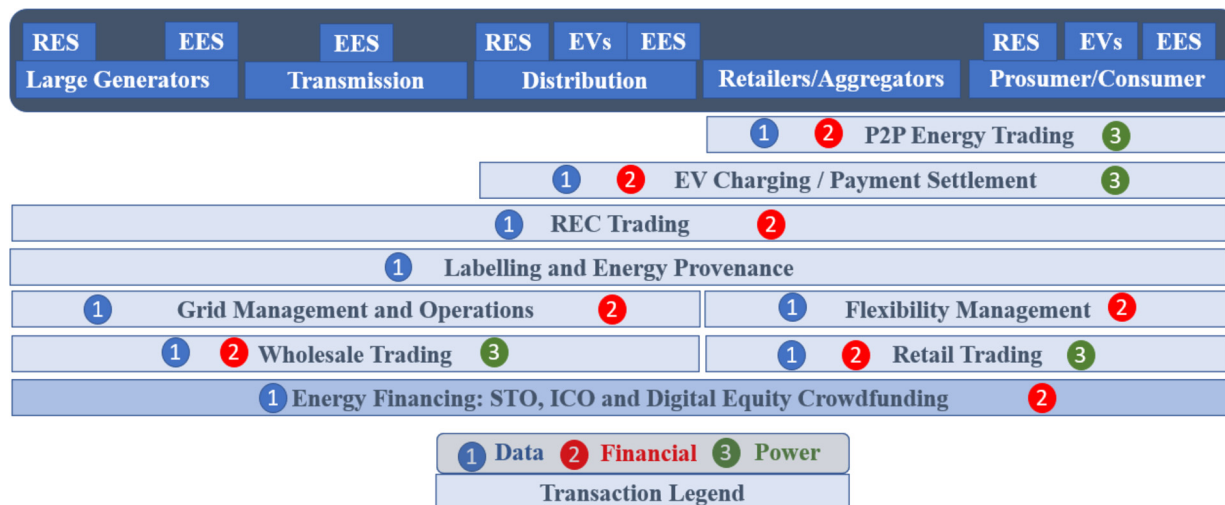 RES EES EES RES EVs EES RES EVs EES
Large Generators Transmission Distribution Retailers/Aggregators Prosumer/Consumer
1 2 P2P Energy Trading 3
1 2 EV Charging / Payment Settlement 3
1 REC Trading 2
1 Labelling and Energy Provenance
1 Grid Management and Operations 2 1 Flexibility Management 2
1 2 Wholesale Trading 3 1 2 Retail Trading 3
1 Energy Financing: STO, ICO and Digital Equity Crowdfunding 2
1 Data 2 Financial 3 Power
Transaction Legend